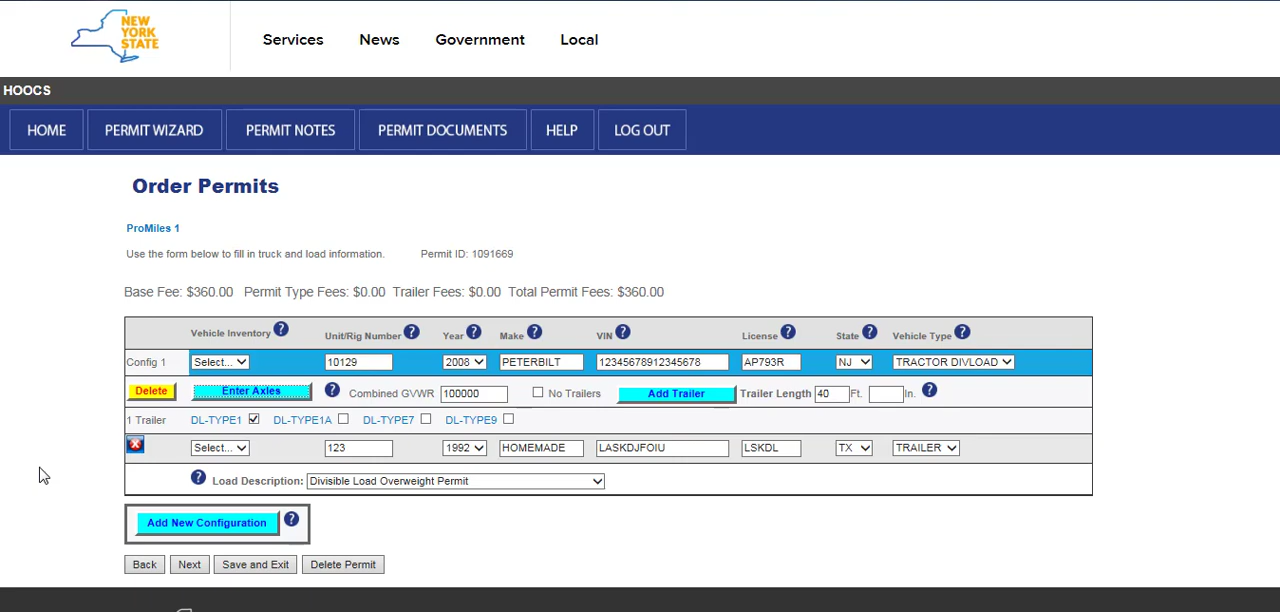 NEW
YORK
STATE
Services News Government Local
HOOCS
HOME PERMIT WIZARD PERMIT NOTES PERMIT DOCUMENTS HELP LOG OUT
Order Permits
ProMiles 1
Use the form below to fill in truck and load information. Permit ID: 1091669
Base Fee: $360.00 Permit Type Fees: $0.00 Trailer Fees: $0.00 Total Permit Fees: $360.00
Vehicle Inventory ? Unit/Rig Number ? Year ? Make ? VIN ? License ? State ? Vehicle Type ?
Config 1 Select... 10129 2008 PETERBILT 12345678912345678 AP793R NJ TRACTOR DIVLOAD
Delete Enter Axles ? Combined GVWR 100000 No Trailers Add Trailer Trailer Length 40 Ft. In. ?
1 Trailer DL-TYPE1 DL-TYPE1A DL-TYPE7 DL-TYPE9
Select... 123 1992 HOMEMADE LASKDJFOIU LSKDL TX TRAILER
? Load Description: Divisible Load Overweight Permit
Add New Configuration ?
Back Next Save and Exit Delete Permit